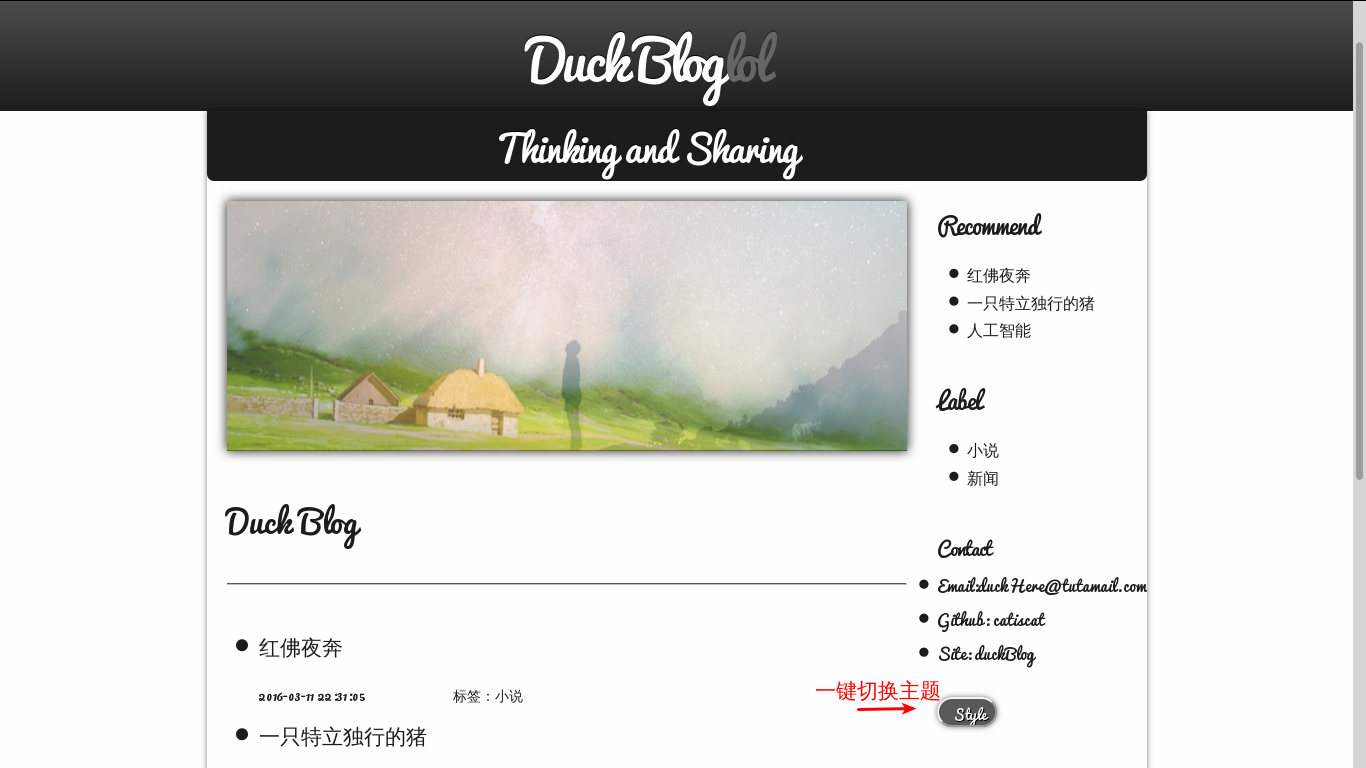 DuckBloglol
Thinking and Sharing
Recommend
红佛夜奔
一只特立独行的猪
人工智能
Label
小说
新闻
Duck Blog
Contact
Email:duckHere@tutamail.com
Github : catiscat
Site: duckBlog
红佛夜奔
2016-03-11 22:31:05 标签：小说
一键切换主题
Style
一只特立独行的猪